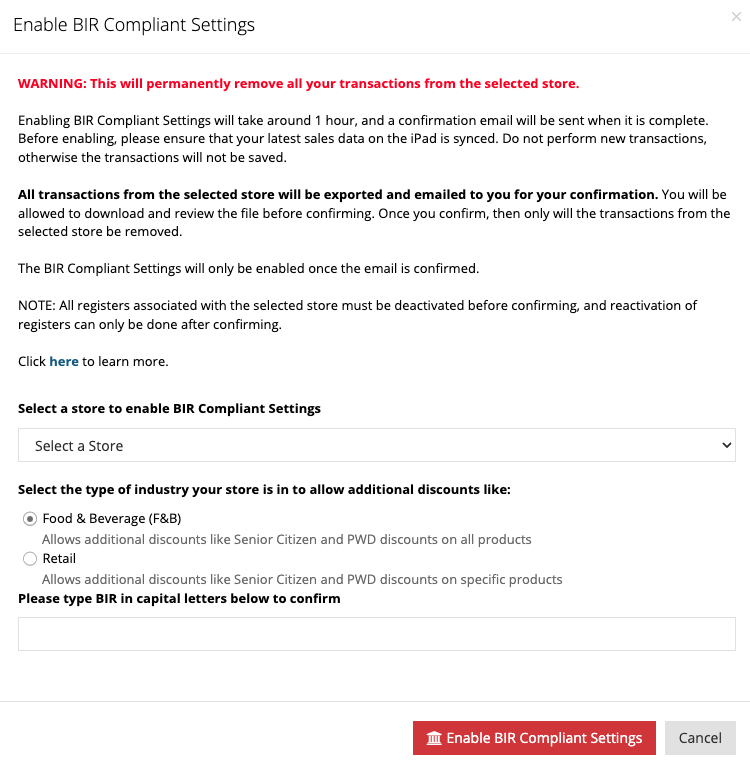 Enable BIR Compliant Settings
×
WARNING: This will permanently remove all your transactions from the selected store.
Enabling BIR Compliant Settings will take around 1 hour, and a confirmation email will be sent when it is complete.
Before enabling, please ensure that your latest sales data on the iPad is synced. Do not perform new transactions,
otherwise the transactions will not be saved.
All transactions from the selected store will be exported and emailed to you for your confirmation. You will be
allowed to download and review the file before confirming. Once you confirm, then only will the transactions from the
selected store be removed.
The BIR Compliant Settings will only be enabled once the email is confirmed.
NOTE: All registers associated with the selected store must be deactivated before confirming, and reactivation of
registers can only be done after confirming.
Click here to learn more.
Select a store to enable BIR Compliant Settings
Select a Store
Select the type of industry your store is in to allow additional discounts like:
Food & Beverage (F&B)
Allows additional discounts like Senior Citizen and PWD discounts on all products
Retail
Allows additional discounts like Senior Citizen and PWD discounts on specific products
Please type BIR in capital letters below to confirm
Enable BIR Compliant Settings
Cancel